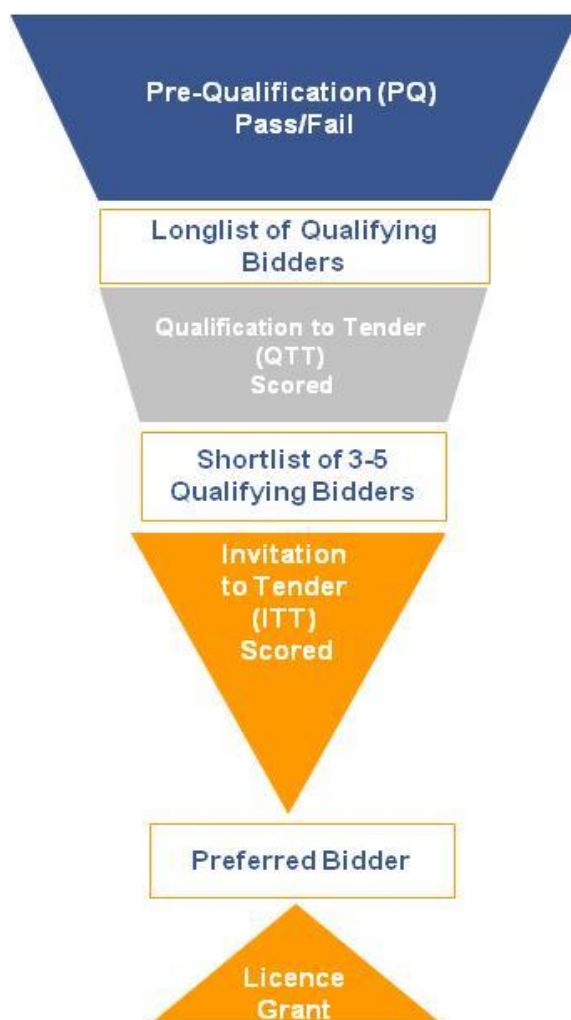 Pre-Qualification (PQ)
Pass/Fail
Longlist of Qualifying
Bidders
Qualification to Tender
(QTT)
Scored
Shortlist of 3-5
Qualifying Bidders
Invitation
to Tender
(ITT)
Scored
Preferred Bidder
Licence
Grant